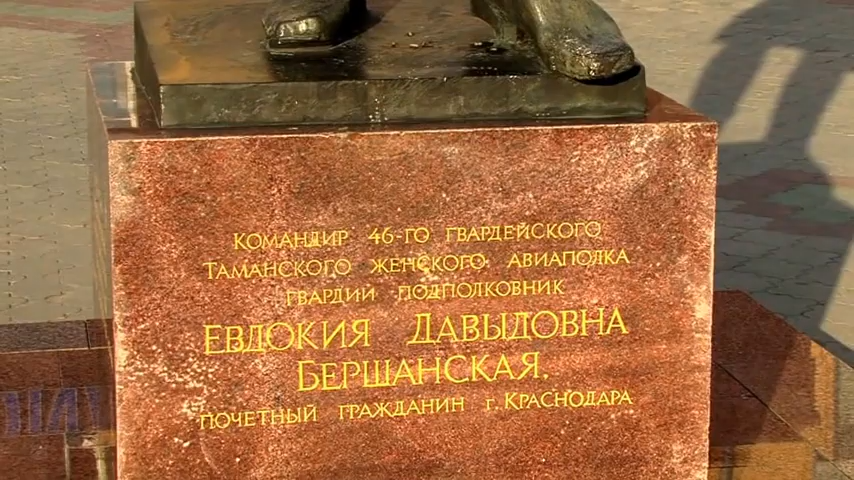 КОМАНДИР 46-ГО ГВАРДЕЙСКОГО
ТАМАНСКОГО ЖЕНСКОГО АВИАПОЛКА
ГВАРДИИ ПОДПОЛКОВНИК
ЕВДОКИЯ ДАВЫДОВНА
БЕРШАНСКАЯ.
ПОЧЕТНЫЙ ГРАЖДАНИН г.КРАСНОДАРА